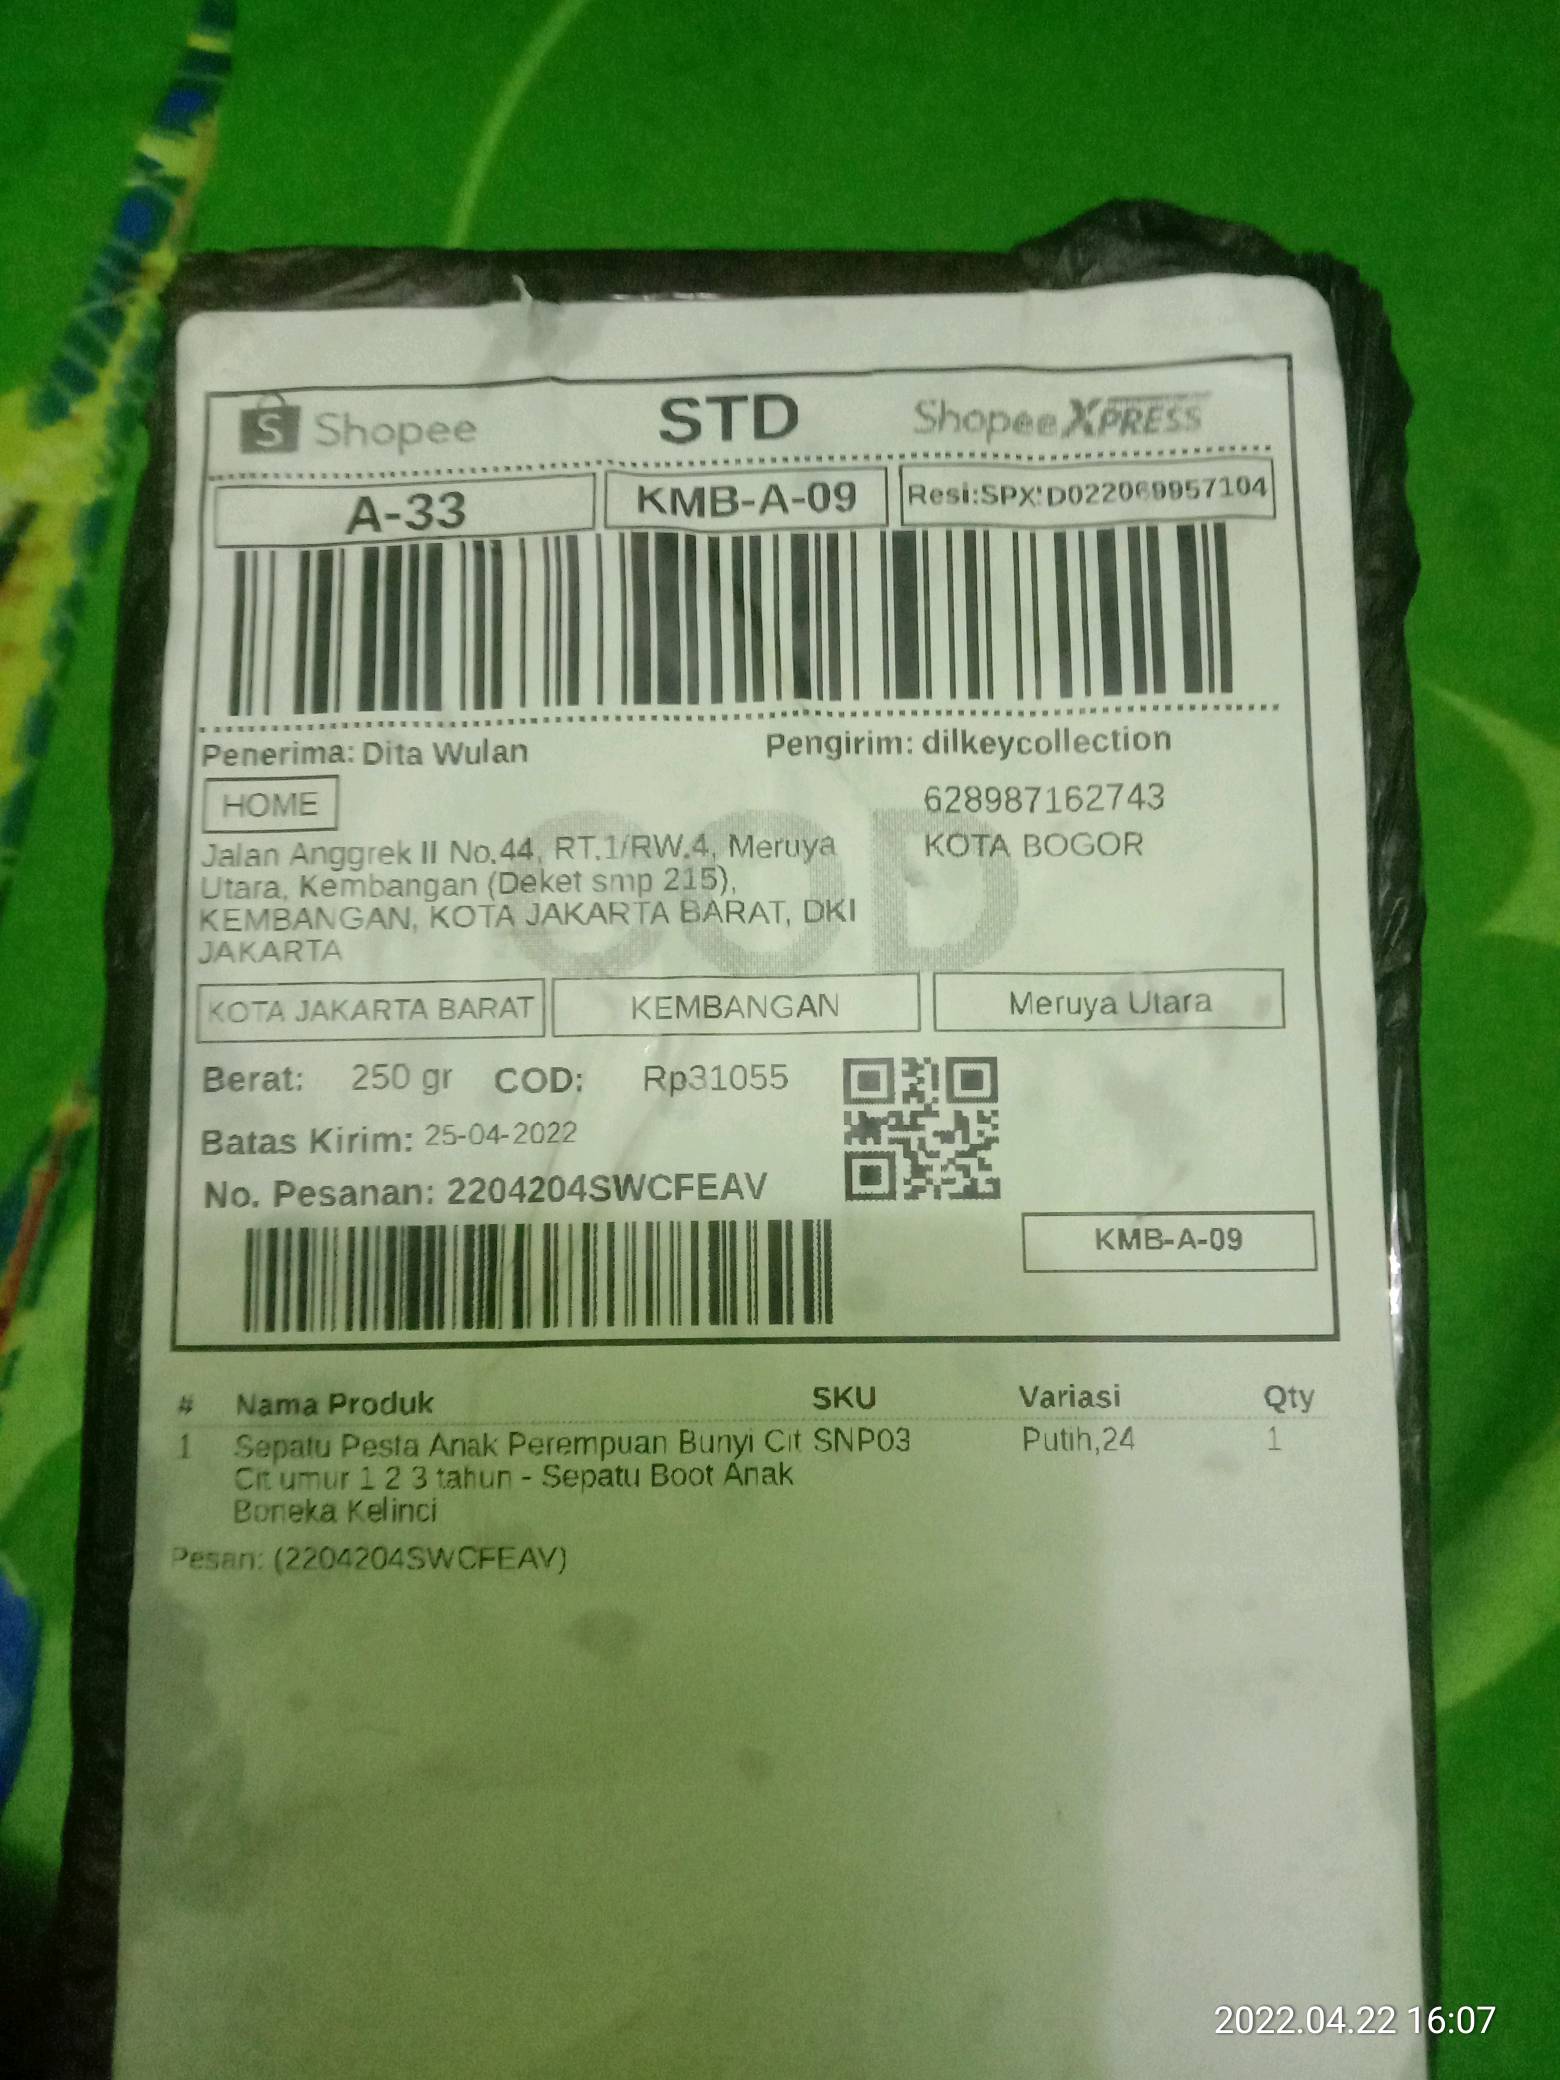 Shopee STD ShopeeXPRESS
A-33 KMB-A-09
Penerima: Dita Wulan Pengirim: dilkeycollection
HOME 628987162743
Jalan Anggrek II No.44, RT.1/RW.4, Meruya KOTA BOGOR
Utara, Kembangan (Deket smp 215),
KEMBANGAN, KOTA JAKARTA BARAT, DKI
JAKARTA
COD
KOTA JAKARTA BARAT KEMBANGAN Meruya Utara
Berat: 250 gr COD: Rp31055
Batas Kirim: 25-04-2022
No. Pesanan: 2204204SWCFEAV
KMB-A-09
# Nama Produk SKU Variasi Qty
1 Sepatu Pesta Anak Perempuan Bunyi Cit SNP03 Putih,24 1
Cit umur 1 2 3 tahun - Sepatu Boot Anak
Boneka Kelinci
Pesan: (2204204SWCFEAV)
2022.04.22 16:07